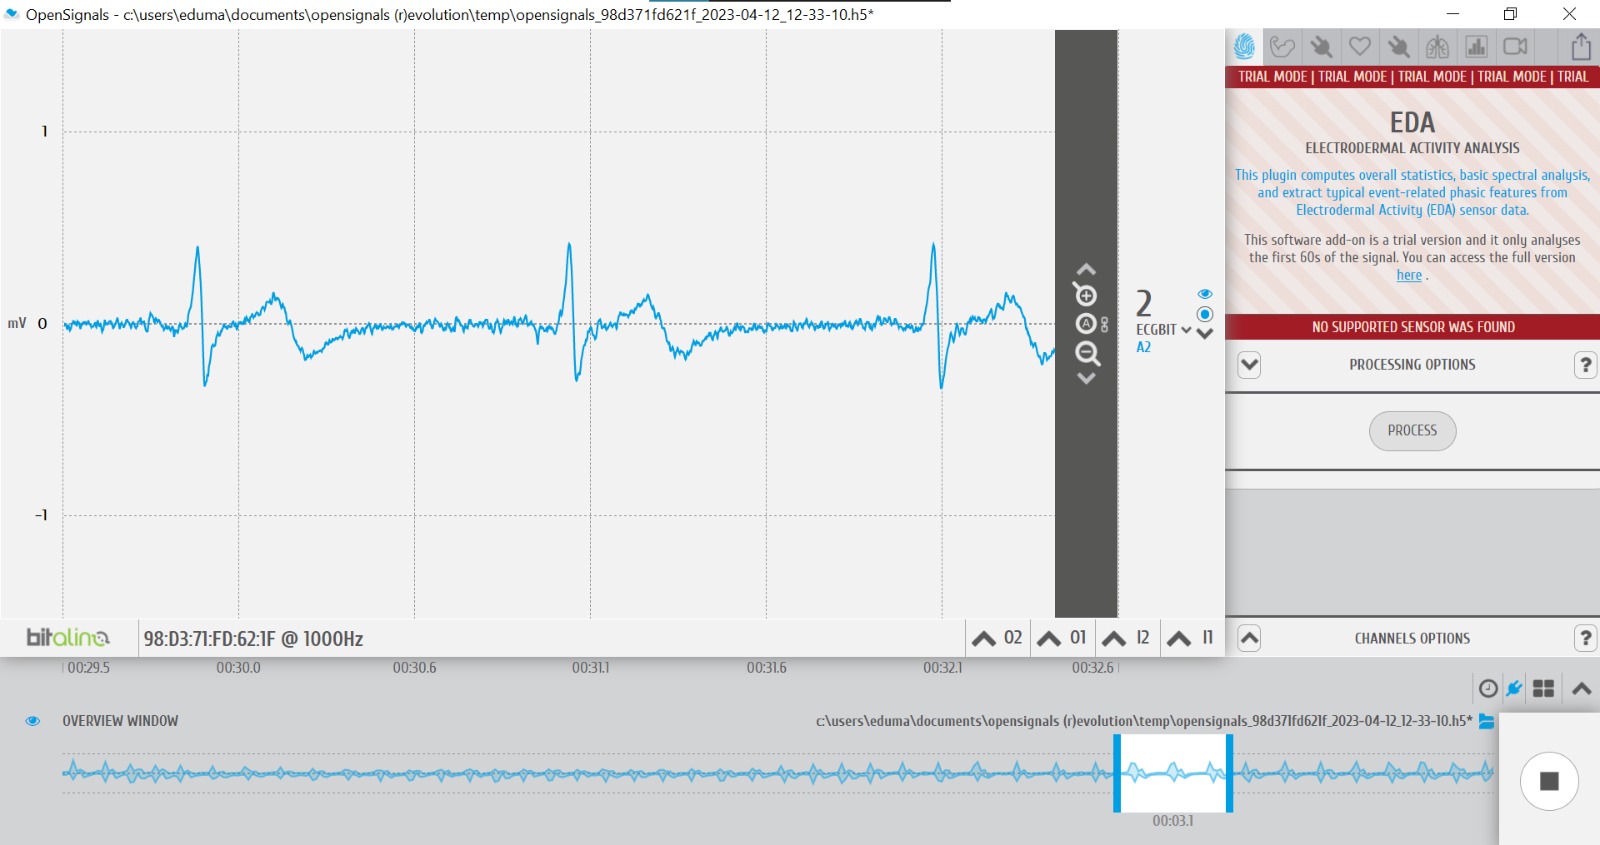 OpenSignals - c:\users\eduma\documents\opensignals (r)evolution\temp\opensignals_98d371fd621f_2023-04-12_12-33-10.h5*
TRIAL MODE | TRIAL MODE | TRIAL MODE | TRIAL MODE | TRIAL
EDA
ELECTRODERMAL ACTIVITY ANALYSIS
This plugin computes overall statistics, basic spectral analysis,
and extract typical event-related phasic features from
Electrodermal Activity (EDA) sensor data.
This software add-on is a trial version and it only analyses
the first 60s of the signal. You can access the full version
here .
NO SUPPORTED SENSOR WAS FOUND
PROCESSING OPTIONS ?
PROCESS
CHANNELS OPTIONS ?
1
mV 0
-1
A
2
ECGBIT
A2
bitalino 98:D3:71:FD:62:1F @ 1000Hz O2 O1 I2 I1
00:29.5 00:30.0 00:30.6 00:31.1 00:31.6 00:32.1 00:32.6
OVERVIEW WINDOW c:\users\eduma\documents\opensignals (r)evolution\temp\opensignals_98d371fd621f_2023-04-12_12-33-10.h5*
00:03.1